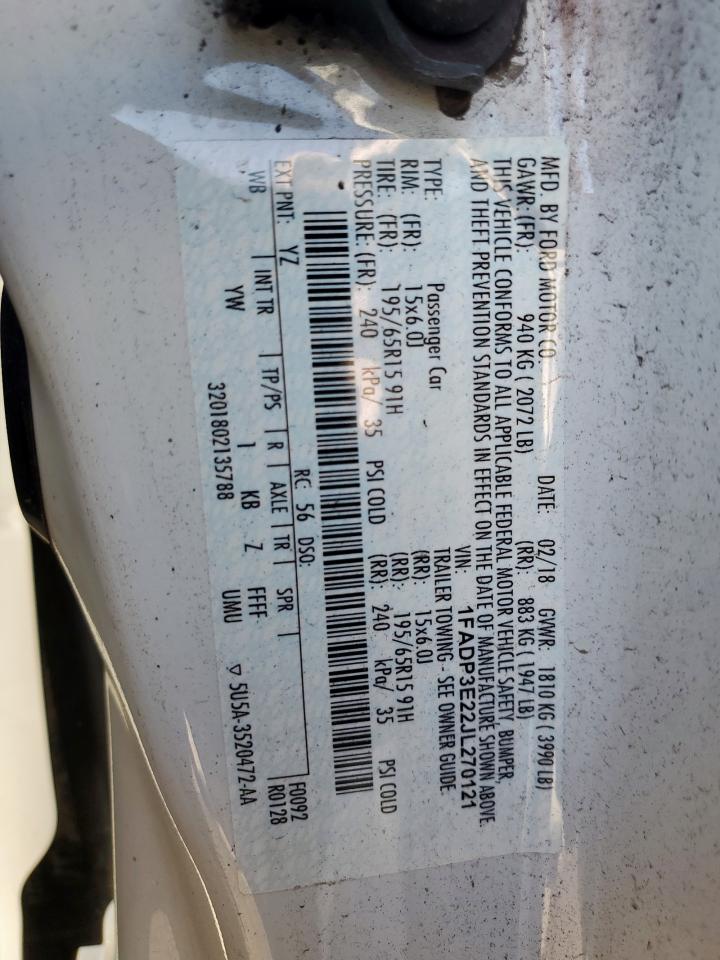 MFD. BY FORD MOTOR CO. DATE: 02/18 GVWR: 1810 KG ( 3990 LB)
GAWR: (FR): 940 KG ( 2072 LB) (RR): 883 KG ( 1947 LB)
THIS VEHICLE CONFORMS TO ALL APPLICABLE FEDERAL MOTOR VEHICLE SAFETY, BUMPER,
AND THEFT PREVENTION STANDARDS IN EFFECT ON THE DATE OF MANUFACTURE SHOWN ABOVE.
VIN: 1FADP3E22JL270121
TYPE: Passenger Car TRAILER TOWING - SEE OWNER GUIDE
RIM: (FR): 15x6.0J (RR): 15x6.0J
TIRE: (FR): 195/65R15 91H (RR): 195/65R15 91H
PRESSURE: (FR): 240 kPa/ 35 PSI COLD (RR): 240 kPa/ 35 PSI COLD
EXT PNT: YZ RC: 56 DSO: F0092
WB INT TR TP/PS R AXLE TR SPR R0128
YW 1 KB Z FFFF
3201802135788 UMU ▽ 5U5A-3520472-AA